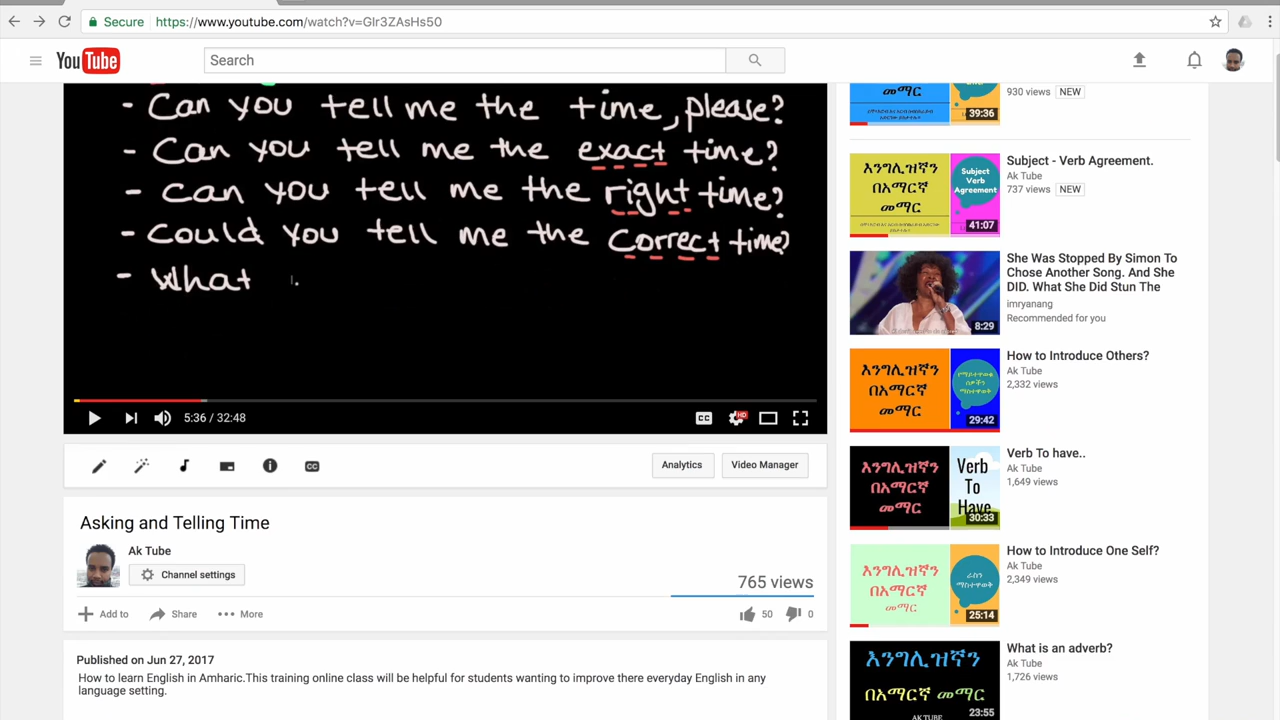 Secure
https://www.youtube.com/watch?v=GIr3ZAsHs50
YouTube
Search
- Can you tell me the time, please?
- Can you tell me the exact time?
- Can you tell me the right time?
- Could you tell me the correct time?
- What
5:36 / 32:48
CC
HD
CC
Analytics
Video Manager
Asking and Telling Time
Ak Tube
Channel settings
765 views
Add to
Share
More
50
0
Published on Jun 27, 2017
How to learn English in Amharic.This training online class will be helpful for students wanting to improve there everyday English in any
language setting.
መማር
39:36
930 views
NEW
እንግሊዝኛን
በአማርኛ
መማር
Subject
Verb
Agreement
41:07
Subject - Verb Agreement.
Ak Tube
737 views
NEW
8:29
She Was Stopped By Simon To
Chose Another Song. And She
DID. What She Did Stun The
imryanang
Recommended for you
እንግሊዝኛን
በአማርኛ
መማር
29:42
How to Introduce Others?
Ak Tube
2,332 views
እንግሊዝኛን
በአማርኛ
መማር
Verb
To
Have
30:33
Verb To have..
Ak Tube
1,649 views
እንግሊዝኛን
በአማርኛ
መማር
ራስን
ማስተዋወቅ
25:14
How to Introduce One Self?
Ak Tube
2,349 views
እንግሊዝኛን
በአማርኛ መማር
AK TUBE
23:55
What is an adverb?
Ak Tube
1,726 views